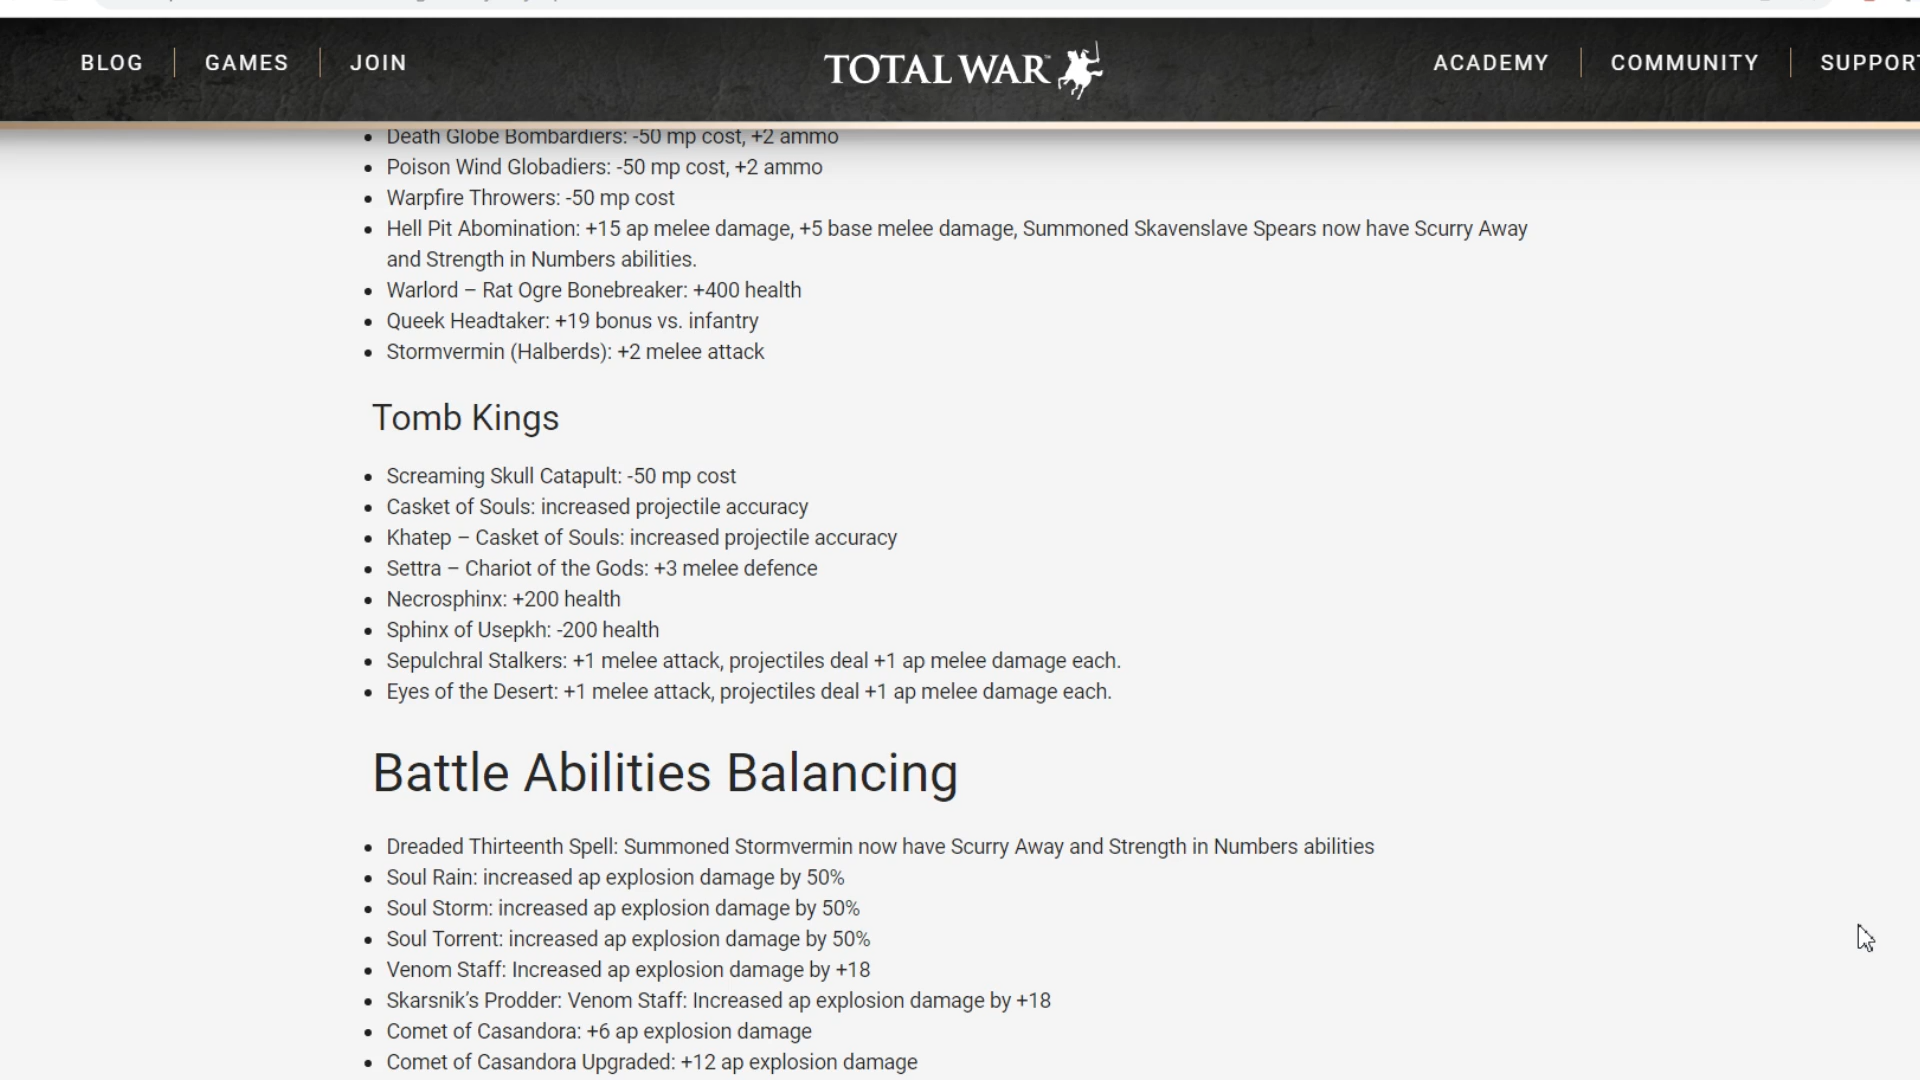 BLOG GAMES JOIN TOTAL WAR™ ACADEMY COMMUNITY SUPPORT
• Death Globe Bombardiers: -50 mp cost, +2 ammo
• Poison Wind Globadiers: -50 mp cost, +2 ammo
• Warpfire Throwers: -50 mp cost
• Hell Pit Abomination: +15 ap melee damage, +5 base melee damage, Summoned Skavenslave Spears now have Scurry Away
and Strength in Numbers abilities.
• Warlord – Rat Ogre Bonebreaker: +400 health
• Queek Headtaker: +19 bonus vs. infantry
• Stormvermin (Halberds): +2 melee attack
Tomb Kings
• Screaming Skull Catapult: -50 mp cost
• Casket of Souls: increased projectile accuracy
• Khatep – Casket of Souls: increased projectile accuracy
• Settra – Chariot of the Gods: +3 melee defence
• Necrosphinx: +200 health
• Sphinx of Usepkh: -200 health
• Sepulchral Stalkers: +1 melee attack, projectiles deal +1 ap melee damage each.
• Eyes of the Desert: +1 melee attack, projectiles deal +1 ap melee damage each.
Battle Abilities Balancing
• Dreaded Thirteenth Spell: Summoned Stormvermin now have Scurry Away and Strength in Numbers abilities
• Soul Rain: increased ap explosion damage by 50%
• Soul Storm: increased ap explosion damage by 50%
• Soul Torrent: increased ap explosion damage by 50%
• Venom Staff: Increased ap explosion damage by +18
• Skarsnik’s Prodder: Venom Staff: Increased ap explosion damage by +18
• Comet of Casandora: +6 ap explosion damage
• Comet of Casandora Upgraded: +12 ap explosion damage